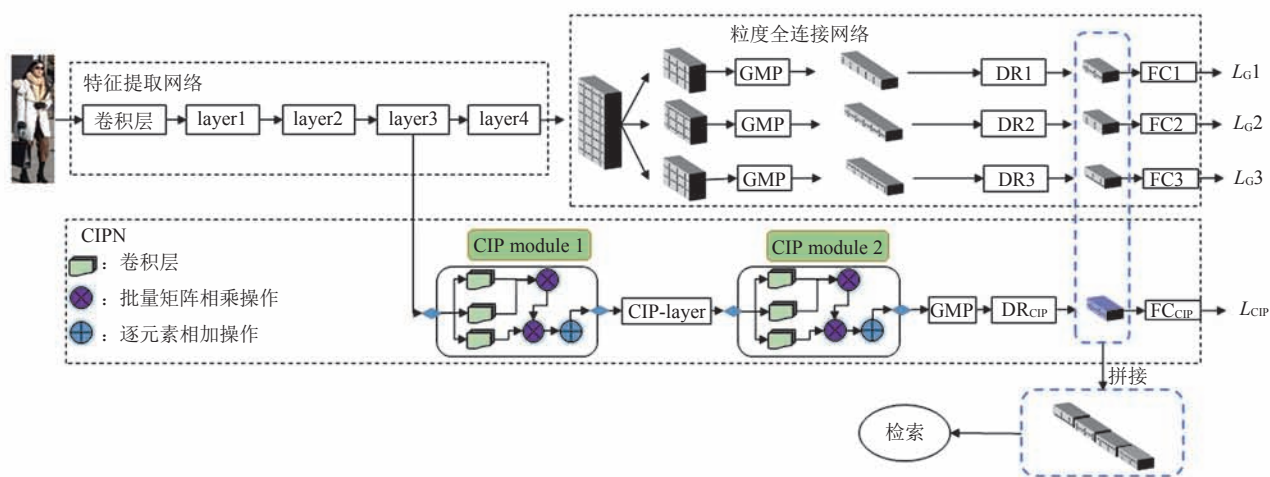 粒度全连接网络
GMP
DR1
FC1
LG1
特征提取网络
卷积层
layer1
layer2
layer3
layer4
GMP
DR2
FC2
LG2
GMP
DR3
FC3
LG3
CIPN
CIP module 1
CIP module 2
:卷积层
:批量矩阵相乘操作
:逐元素相加操作
CIP-layer
GMP
DRCIP
FCCIP
LCIP
拼接
检索